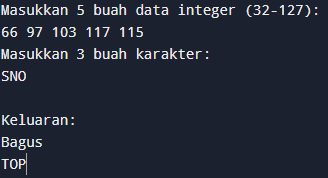 Masukkan 5 buah data integer (32-127):
66 97 103 117 115
Masukkan 3 buah karakter:
SNO

Keluaran:
Bagus
TOP